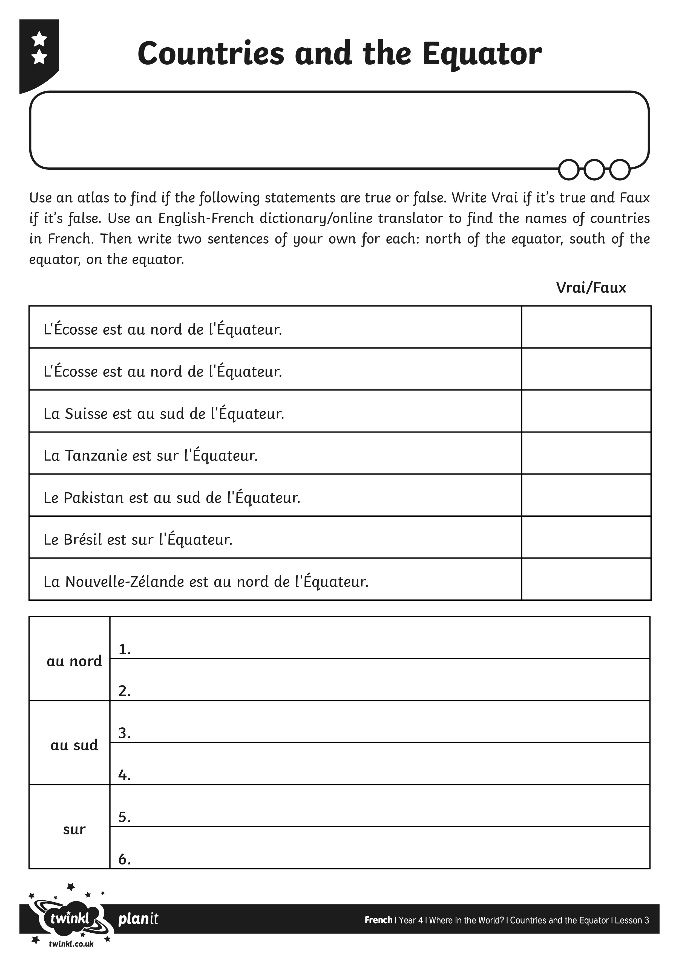 Countries and the Equator
Use an atlas to find if the following statements are true or false. Write Vrai if it's true and Faux
if it's false. Use an English-French dictionary/online translator to find the names of countries
in French. Then write two sentences of your own for each: north of the equator, south of the
equator, on the equator.
Vrai/Faux
L'Écosse est au nord de l'Équateur.
L'Écosse est au nord de l'Équateur.
La Suisse est au sud de l'Équateur.
La Tanzanie est sur l'Équateur.
Le Pakistan est au sud de l'Équateur.
Le Brésil est sur l'Équateur.
La Nouvelle-Zélande est au nord de l'Équateur.
au nord
1.
2.
au sud
3.
4.
sur
5.
6.
twinkl planit
twinkl.co.uk
French | Year 4 | Where in the World? | Countries and the Equator | Lesson 3